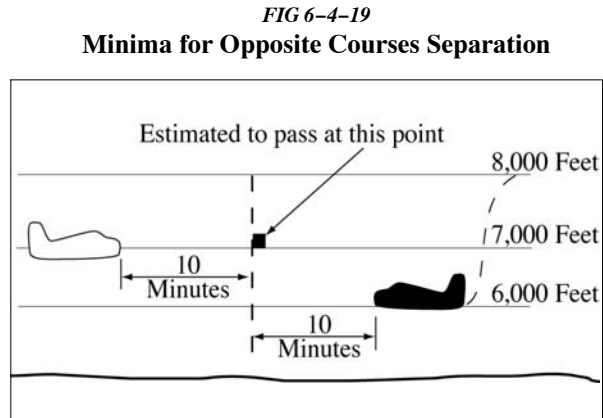 FIG 6–4–19
Minima for Opposite Courses Separation
Estimated to pass at this point
8,000 Feet
7,000 Feet
10
Minutes
6,000 Feet
10
Minutes